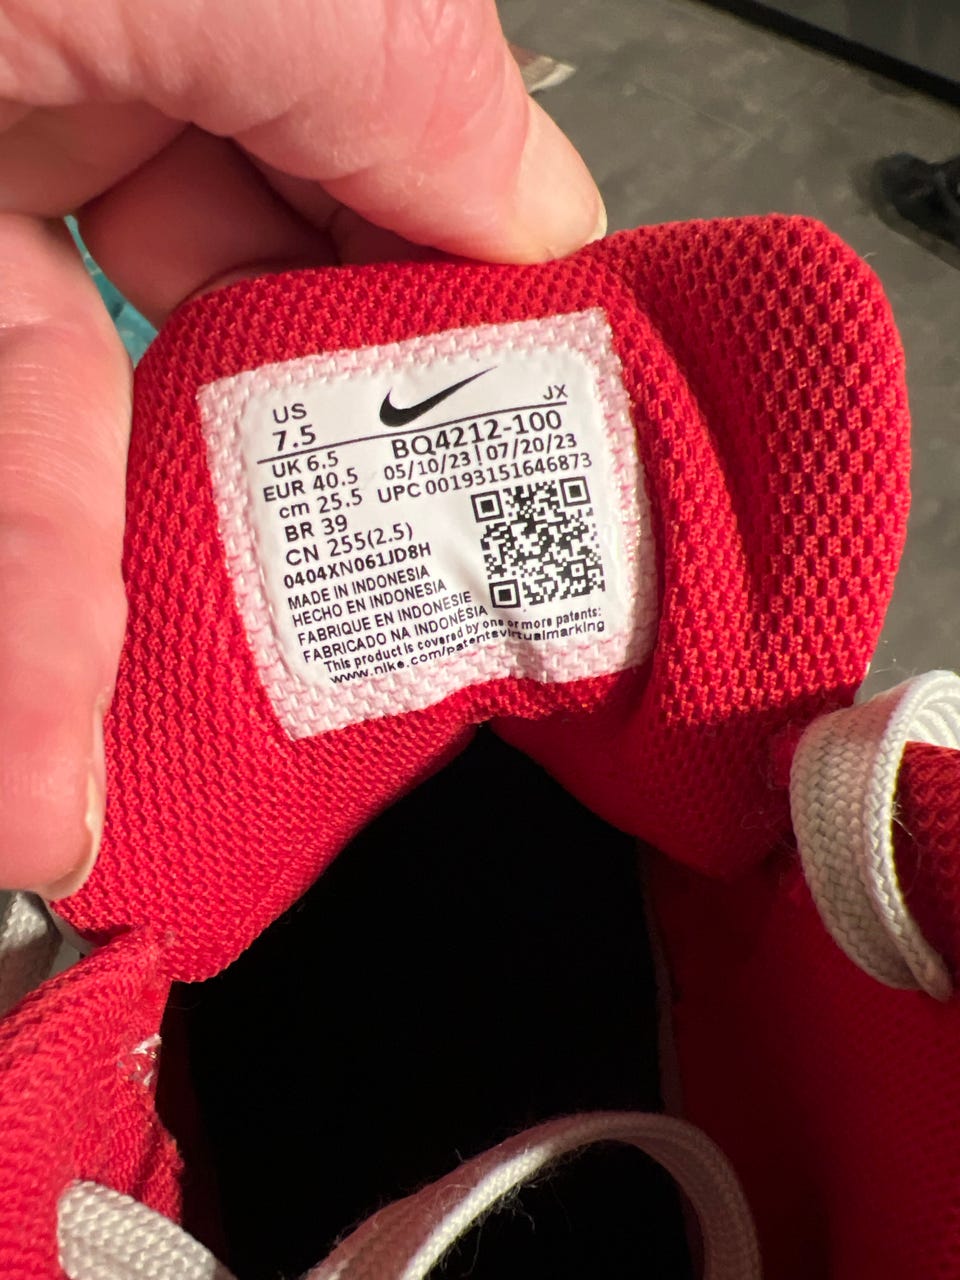 US
7.5
JX
BQ4212-100
UK 6.5
05/10/23 | 07/20/23
EUR 40.5
UPC 00193151646873
cm 25.5
BR 39
CN 255(2.5)
0404XN061JD8H
MADE IN INDONESIA
HECHO EN INDONESIA
FABRIQUE EN INDONESIE
FABRICADO NA INDONÉSIA
This product is covered by one or more patents:
www.nike.com/patentsvirtualmarking